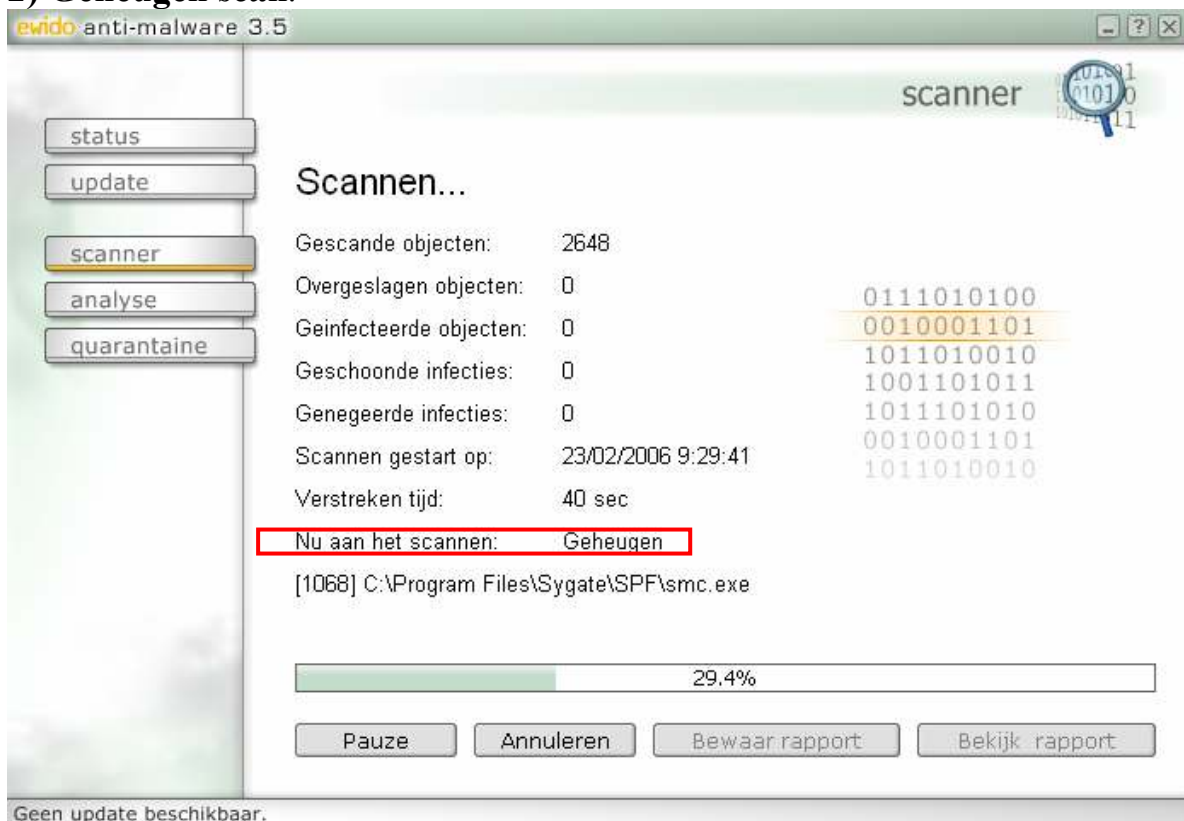 ewido anti-malware 3.5
scanner
status
update
scanner
analyse
quarantaine
Scannen...
Gescande objecten: 2648
Overgeslagen objecten: 0
Geinfecteerde objecten: 0
Geschoonde infecties: 0
Genegeerde infecties: 0
Scannen gestart op: 23/02/2006 9:29:41
Verstreken tijd: 40 sec
Nu aan het scannen: Geheugen
[1068] C:\Program Files\Sygate\SPF\smc.exe
0111010100
0010001101
1011010010
1001101011
1011101010
0010001101
1011010010
29.4%
Pauze Annuleren Bewaar rapport Bekijk rapport
Geen update beschikbaar.